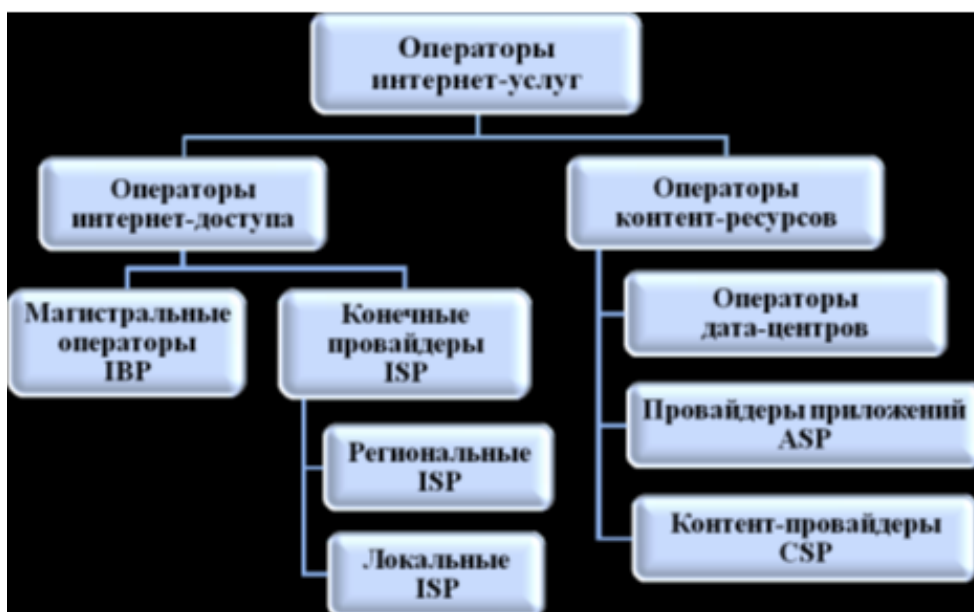 Операторы
интернет-услуг
Операторы
интернет-доступа
Операторы
контент-ресурсов
Магистральные
операторы
IBP
Конечные
провайдеры
ISP
Операторы
дата-центров
Региональные
ISP
Провайдеры приложений
ASP
Локальные
ISP
Контент-провайдеры
CSP